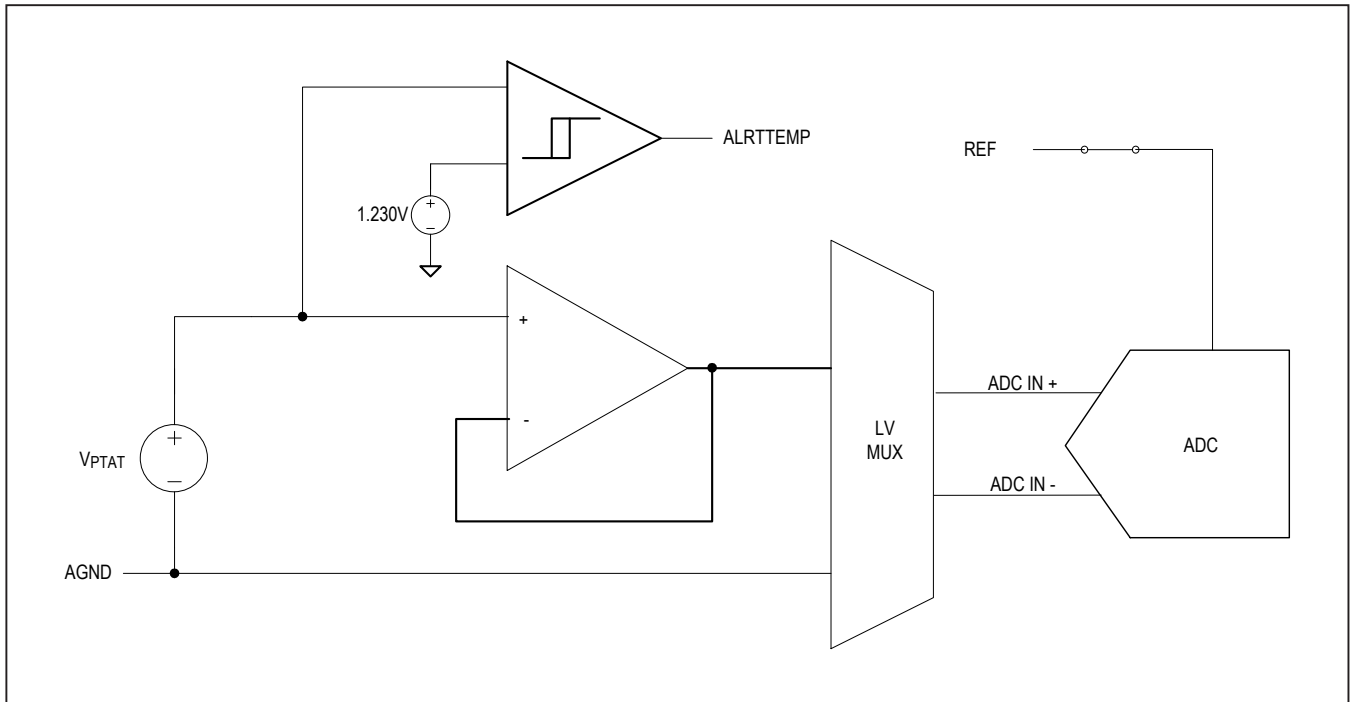 ALRTTEMP
REF
1.230V
+
−
+
-
LV
MUX
ADC IN +
ADC IN -
ADC
VPTAT
+
−
AGND